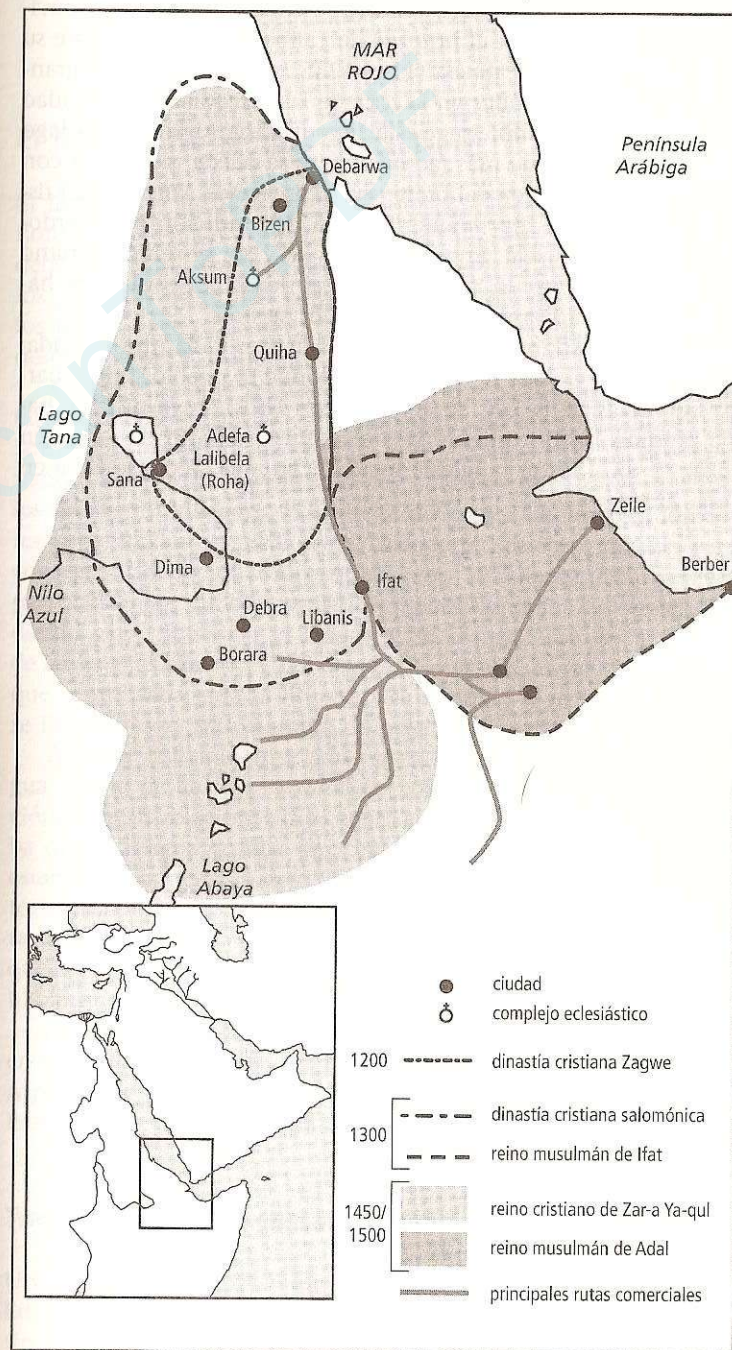 MAR
ROJO
Península
Arábiga
Debarwa
Bizen
Aksum
Quiha
Lago
Tana
Adefa
Lalibela
(Roha)
Sana
Zeile
Dima
Ifat
Berber
Nilo
Azul
Debra
Libanis
Borara
Lago
Abaya
ciudad
complejo eclesiástico
1200 dinastía cristiana Zagwe
dinastía cristiana salomónica
1300
reino musulmán de Ifat
reino cristiano de Zar-a Ya-qul
1450/
1500
reino musulmán de Adal
principales rutas comerciales